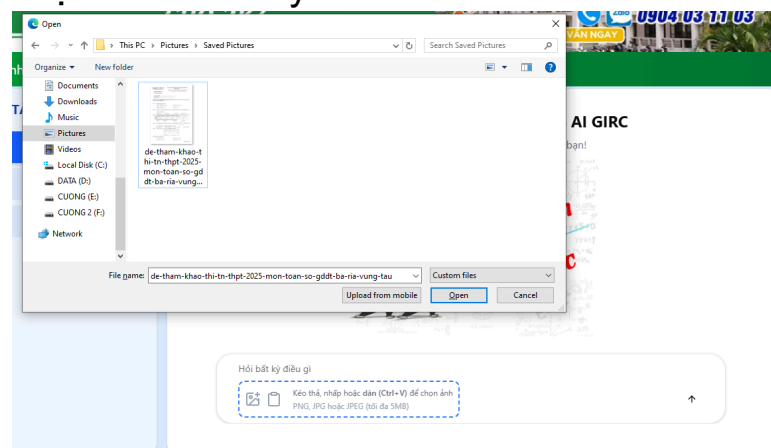 Open
Zalo 0904 03 11 03
VẤN NGAY
This PC > Pictures > Saved Pictures
Search Saved Pictures
Organize
New folder
Documents
Downloads
Music
Pictures
Videos
Local Disk (C:)
DATA (D:)
CUONG (E:)
CUONG 2 (F:)
Network
de-tham-khao-t
hi-tn-thpt-2025-
mon-toan-so-gd
dt-ba-ria-vung...
AI GIRC
bạn!
File name: de-tham-khao-thi-tn-thpt-2025-mon-toan-so-gddt-ba-ria-vung-tau
Custom files
Upload from mobile
Open
Cancel
Hỏi bất kỳ điều gì
Kéo thả, nhấp hoặc dán (Ctrl+V) để chọn ảnh
PNG, JPG hoặc JPEG (tối đa 5MB)